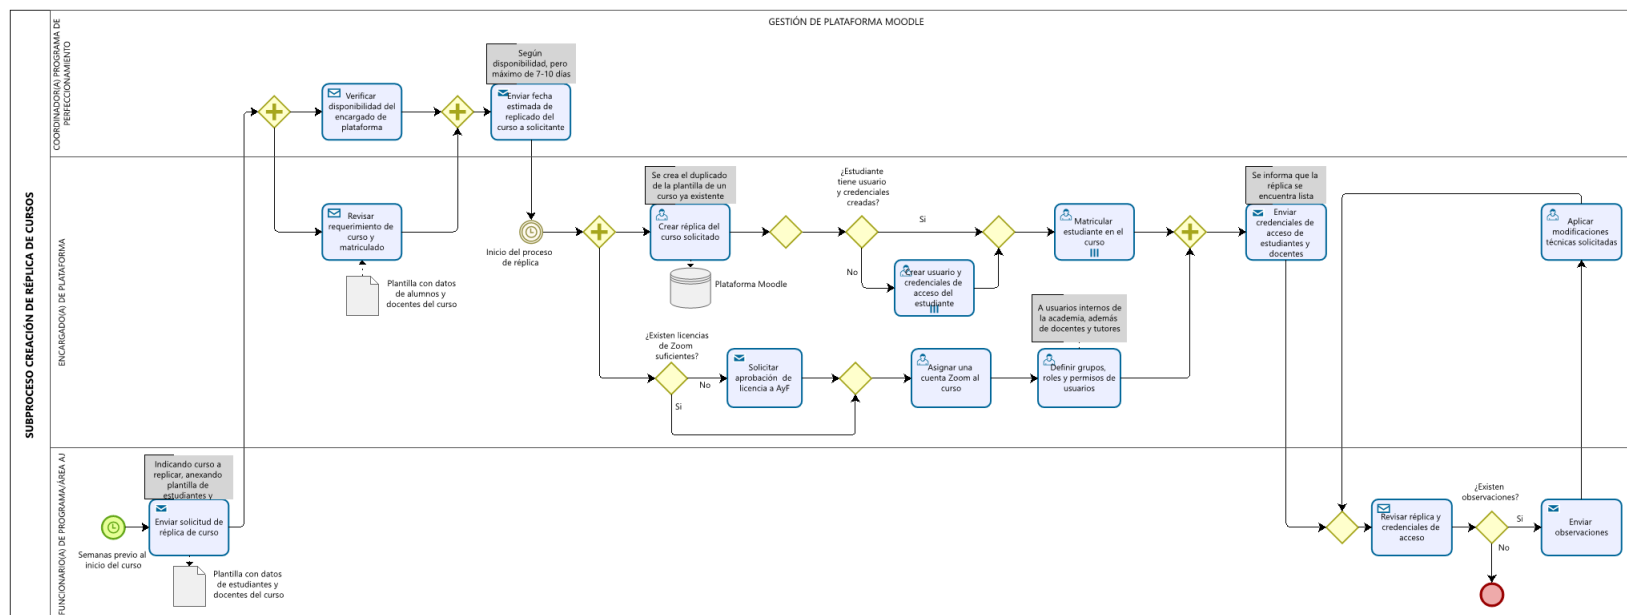 GESTIÓN DE PLATAFORMA MOODLE
SUBPROCESO CREACIÓN DE RÉPLICA DE CURSOS
COORDINADOR(A) PROGRAMA DE
PERFECCIONAMIENTO
Verificar
disponibilidad del
encargado de
plataforma
Según
disponibilidad, pero
máximo de 7-10 días
Enviar fecha
estimada de
replicado del
curso a solicitante
ENCARGADO(A) DE PLATAFORMA
Revisar
requerimiento de
curso y
matriculado
Plantilla con datos
de alumnos y
docentes del curso
Inicio del proceso
de réplica
Se crea el duplicado
de la plantilla de un
curso ya existente
Crear réplica del
curso solicitado
Plataforma Moodle
¿Estudiante
tiene usuario
y credenciales
creadas?
Si
No
Crear usuario y
credenciales de
acceso del
estudiante
Matricular
estudiante en el
curso
¿Existen licencias
de Zoom
suficientes?
No
Si
Solicitar
aprobación de
licencia a AyF
Asignar una
cuenta Zoom al
curso
A usuarios internos de
la academia, además
de docentes y tutores
Definir grupos,
roles y permisos de
usuarios
Se informa que la
réplica se
encuentra lista
Enviar
credenciales de
acceso de
estudiantes y
docentes
Aplicar
modificaciones
técnicas solicitadas
FUNCIONARIO(A) DE PROGRAMA/ÁREA AJ
Semanas previo al
inicio del curso
Indicando curso a
replicar, anexando
plantilla de
estudiantes y
Enviar solicitud de
réplica de curso
Plantilla con datos
de estudiantes y
docentes del curso
Revisar réplica y
credenciales de
acceso
¿Existen
observaciones?
Si
No
Enviar
observaciones